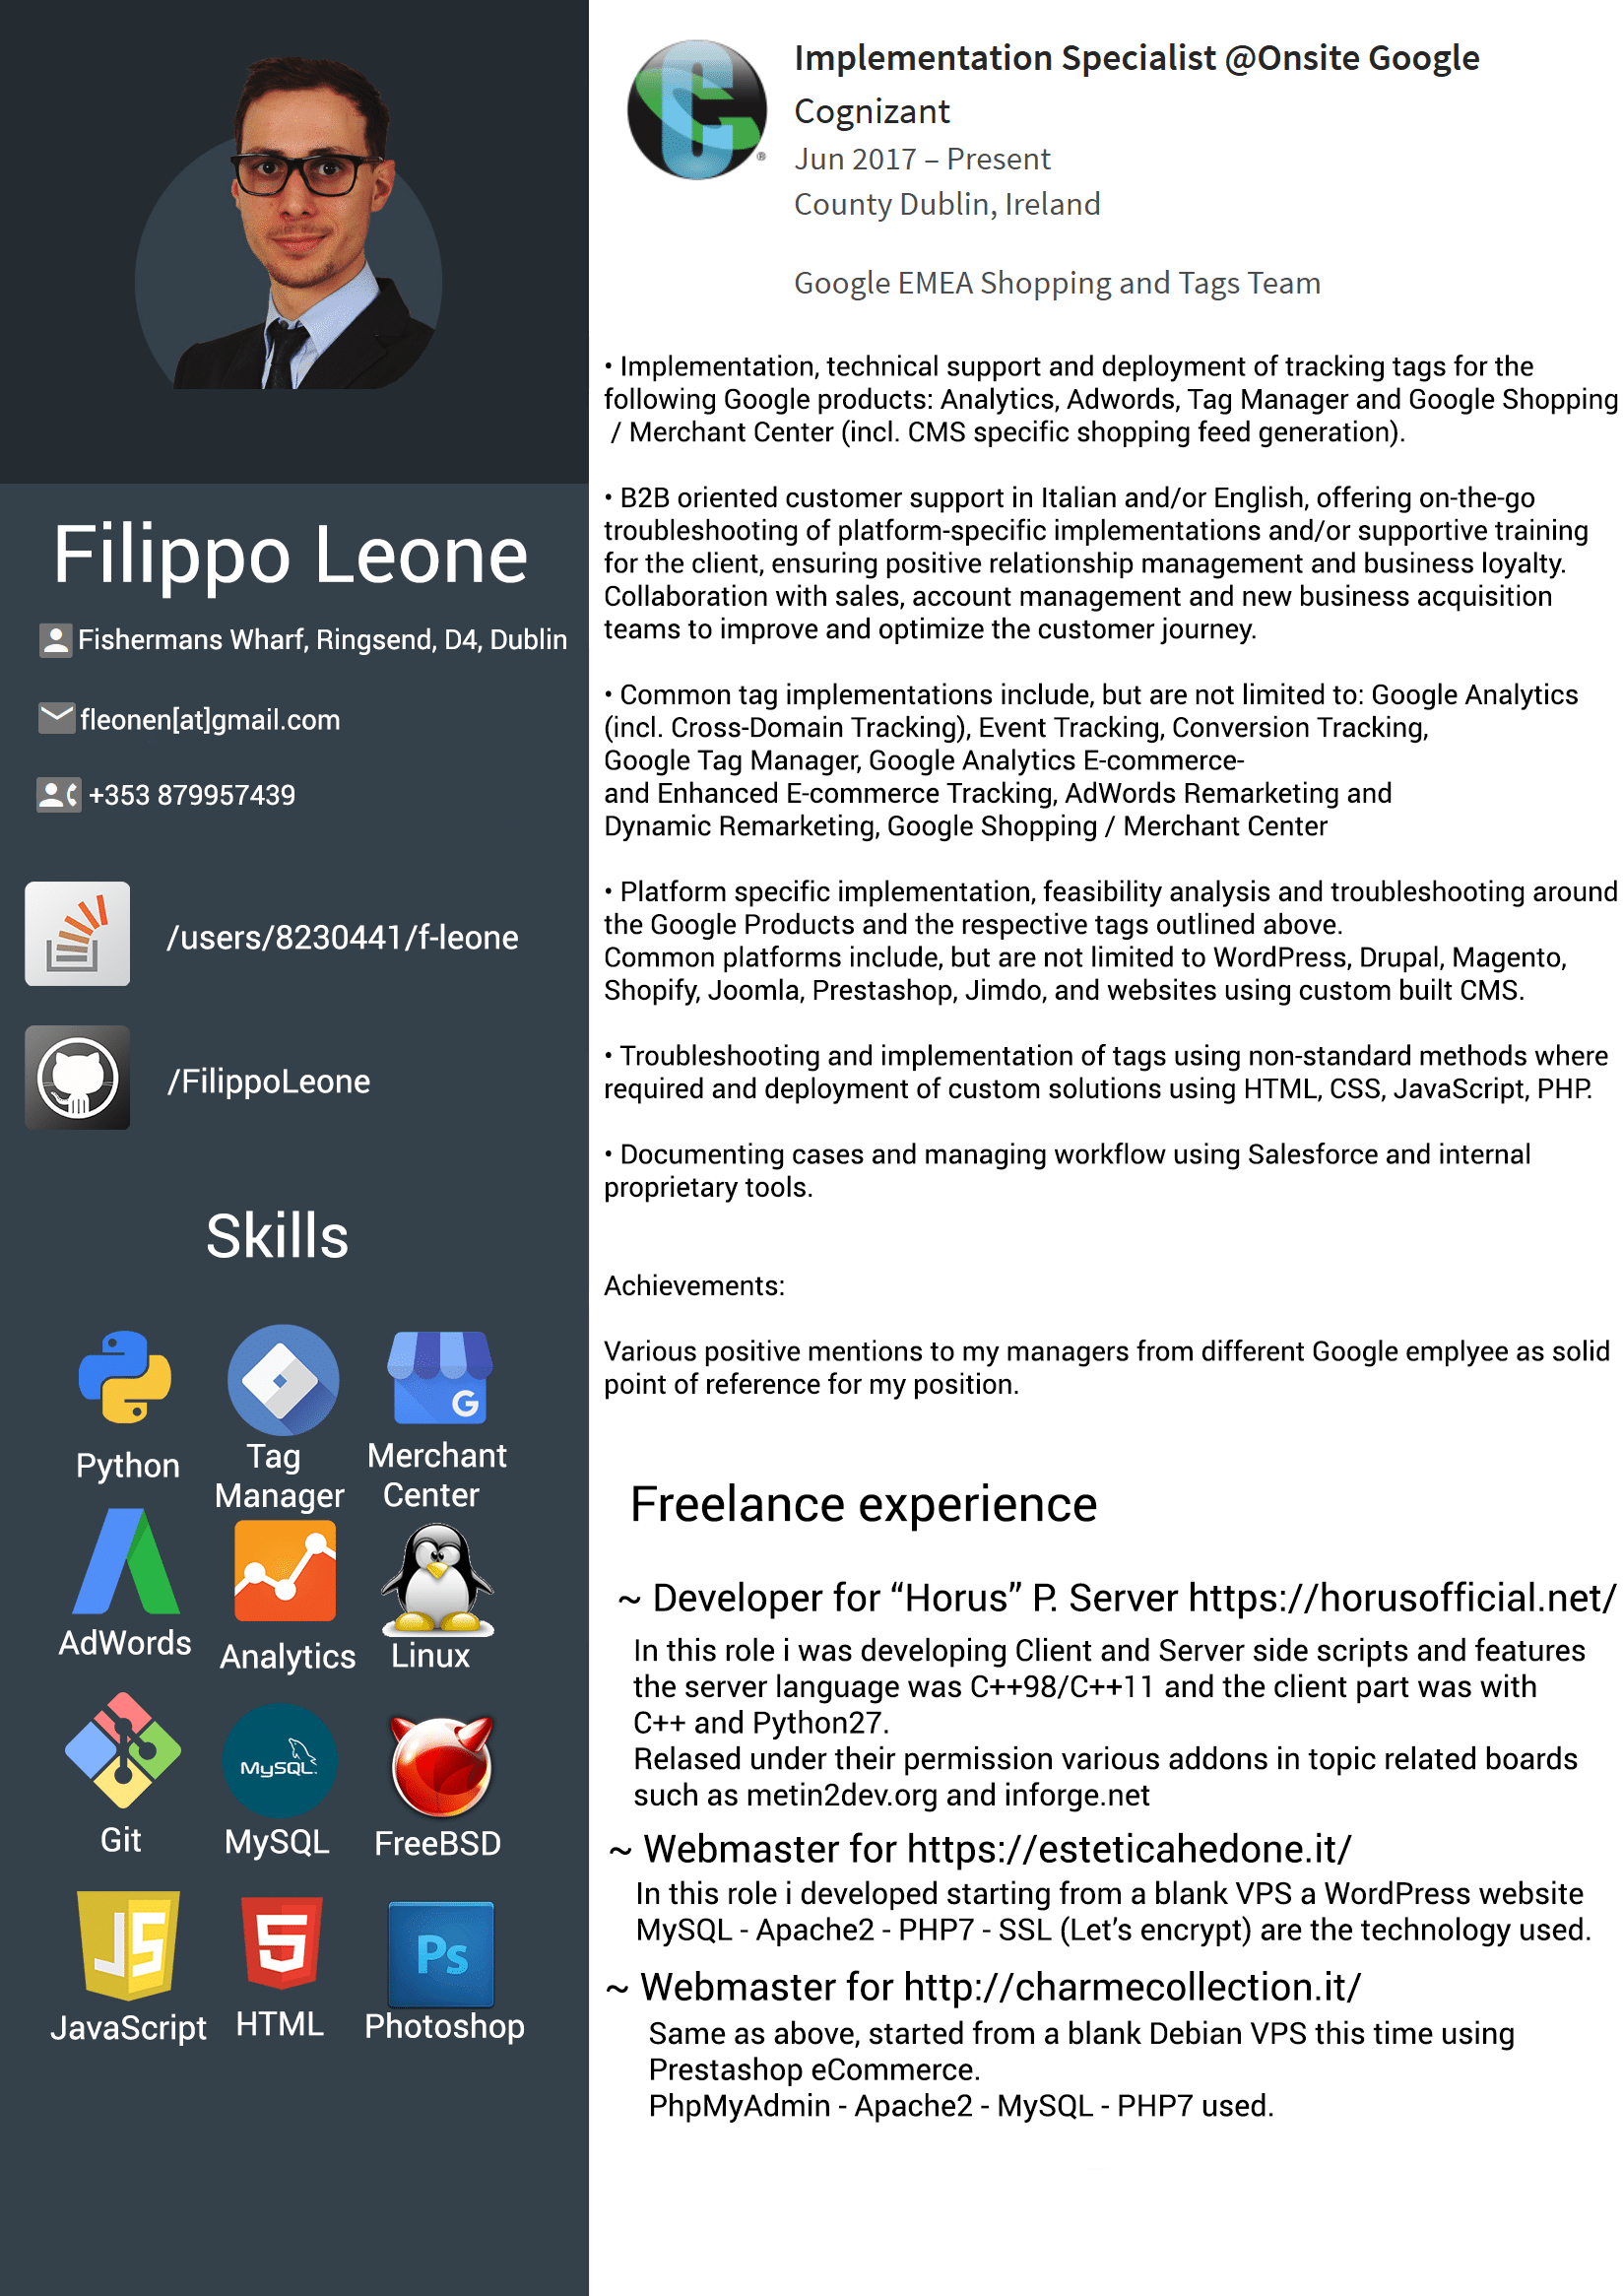 Filippo Leone
Fishermans Wharf, Ringsend, D4, Dublin
fleonen[at]gmail.com
+353 879957439
/users/8230441/f-leone
/FilippoLeone
Skills
Python
Tag
Manager
Merchant
Center
AdWords
Analytics
Linux
Git
MySQL.
MySQL
FreeBSD
JS
JavaScript
5
HTML
Ps
Photoshop
Implementation Specialist @Onsite Google
Cognizant
Jun 2017 – Present
County Dublin, Ireland
Google EMEA Shopping and Tags Team
• Implementation, technical support and deployment of tracking tags for the
following Google products: Analytics, Adwords, Tag Manager and Google Shopping
/ Merchant Center (incl. CMS specific shopping feed generation).
• B2B oriented customer support in Italian and/or English, offering on-the-go
troubleshooting of platform-specific implementations and/or supportive training
for the client, ensuring positive relationship management and business loyalty.
Collaboration with sales, account management and new business acquisition
teams to improve and optimize the customer journey.
• Common tag implementations include, but are not limited to: Google Analytics
(incl. Cross-Domain Tracking), Event Tracking, Conversion Tracking,
Google Tag Manager, Google Analytics E-commerce-
and Enhanced E-commerce Tracking, AdWords Remarketing and
Dynamic Remarketing, Google Shopping / Merchant Center
• Platform specific implementation, feasibility analysis and troubleshooting around
the Google Products and the respective tags outlined above.
Common platforms include, but are not limited to WordPress, Drupal, Magento,
Shopify, Joomla, Prestashop, Jimdo, and websites using custom built CMS.
• Troubleshooting and implementation of tags using non-standard methods where
required and deployment of custom solutions using HTML, CSS, JavaScript, PHP.
• Documenting cases and managing workflow using Salesforce and internal
proprietary tools.
Achievements:
Various positive mentions to my managers from different Google emplyee as solid
point of reference for my position.
Freelance experience
~ Developer for “Horus” P. Server https://horusofficial.net/
In this role i was developing Client and Server side scripts and features
the server language was C++98/C++11 and the client part was with
C++ and Python27.
Relased under their permission various addons in topic related boards
such as metin2dev.org and inforge.net
~ Webmaster for https://esteticahedone.it/
In this role i developed starting from a blank VPS a WordPress website
MySQL - Apache2 - PHP7 - SSL (Let’s encrypt) are the technology used.
~ Webmaster for http://charmecollection.it/
Same as above, started from a blank Debian VPS this time using
Prestashop eCommerce.
PhpMyAdmin - Apache2 - MySQL - PHP7 used.